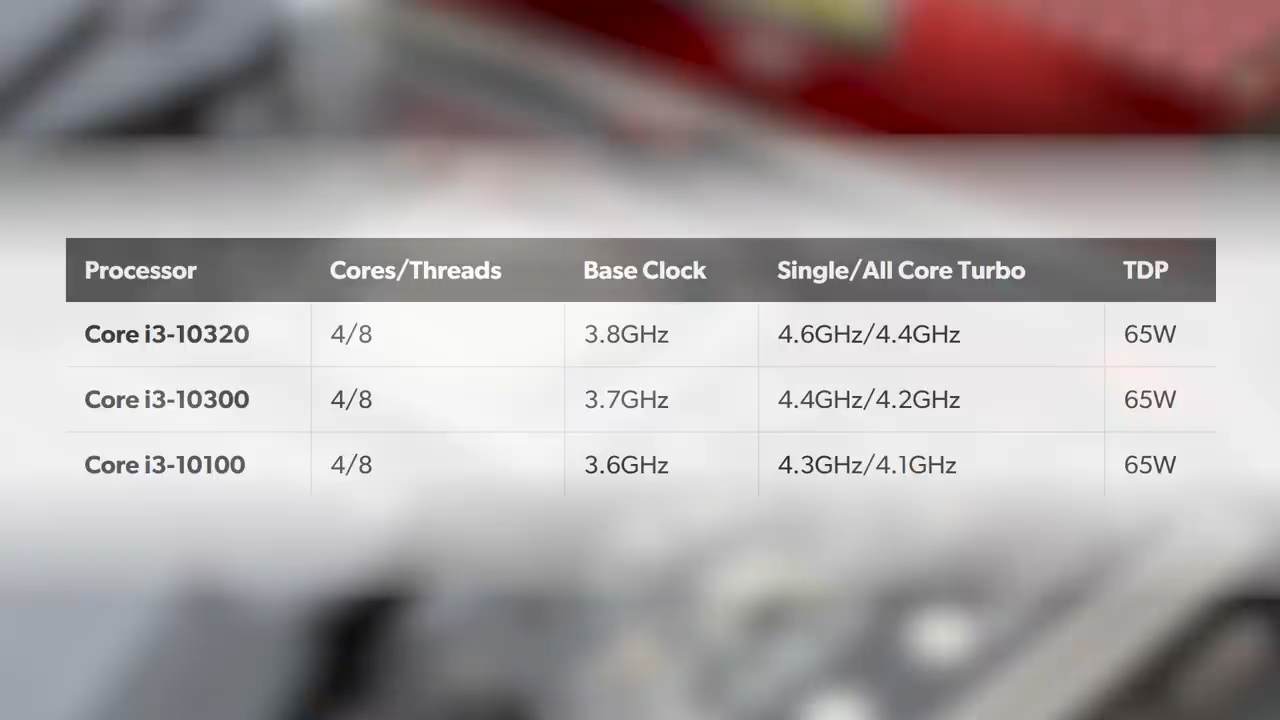 Processor Cores/Threads Base Clock Single/All Core Turbo TDP
Core i3-10320 4/8 3.8GHz 4.6GHz/4.4GHz 65W
Core i3-10300 4/8 3.7GHz 4.4GHz/4.2GHz 65W
Core i3-10100 4/8 3.6GHz 4.3GHz/4.1GHz 65W